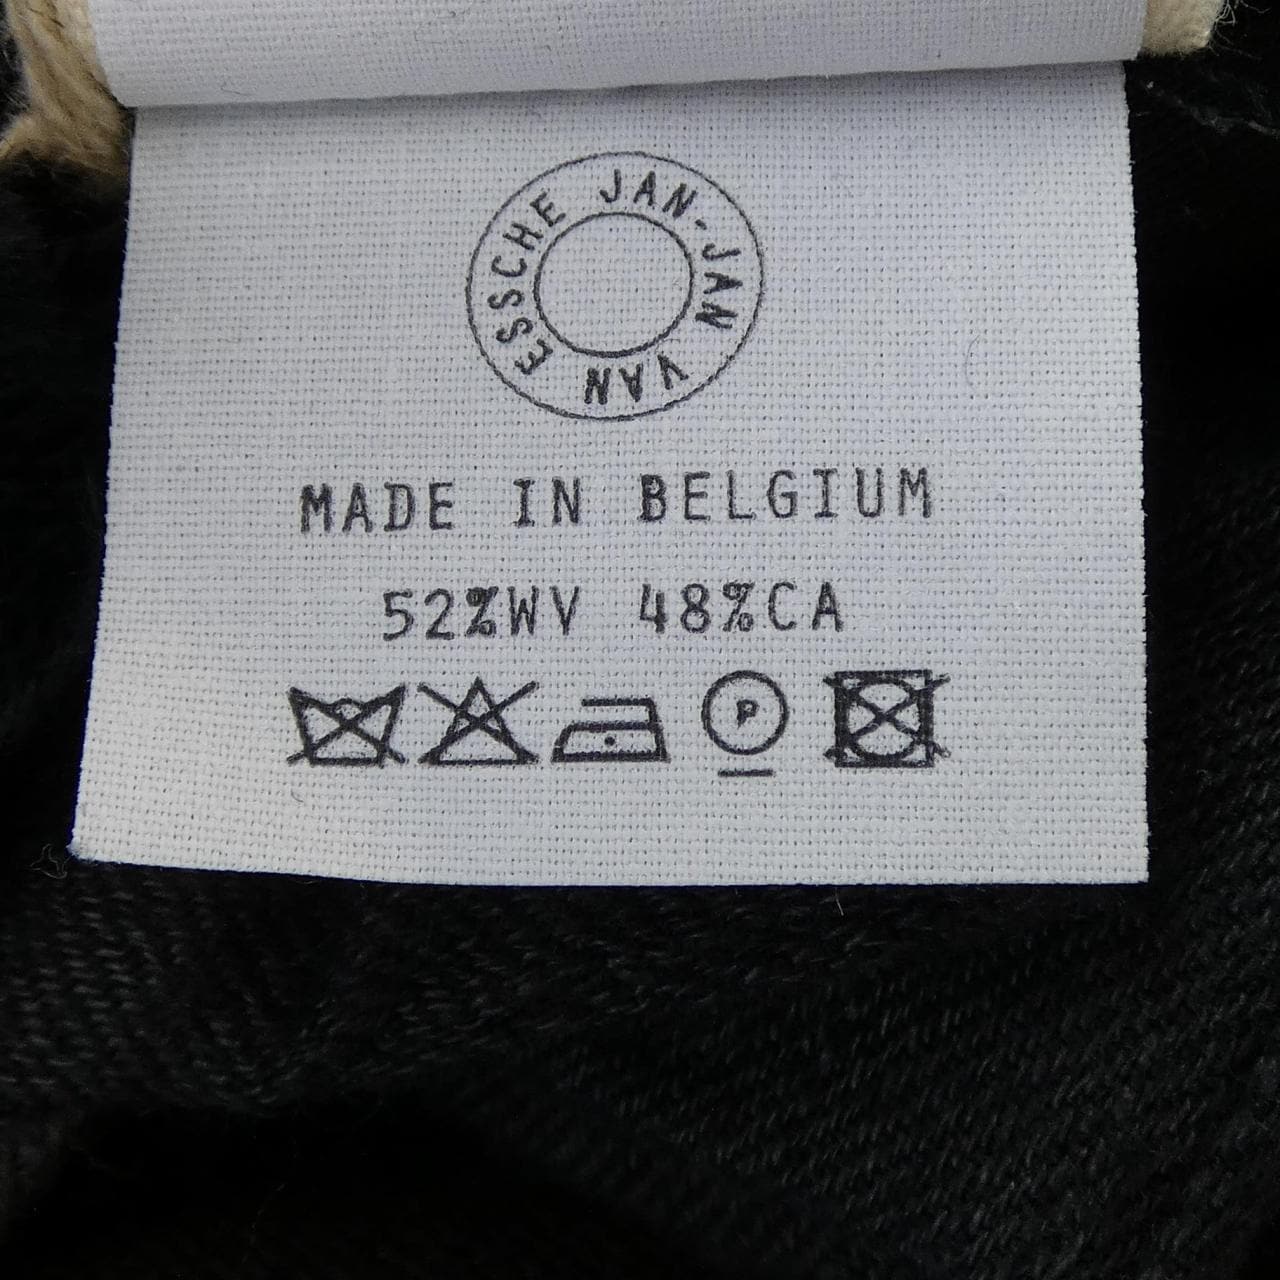 JAN-JAN VAN ESSCHE
MADE IN BELGIUM
52%WV 48%CA
P